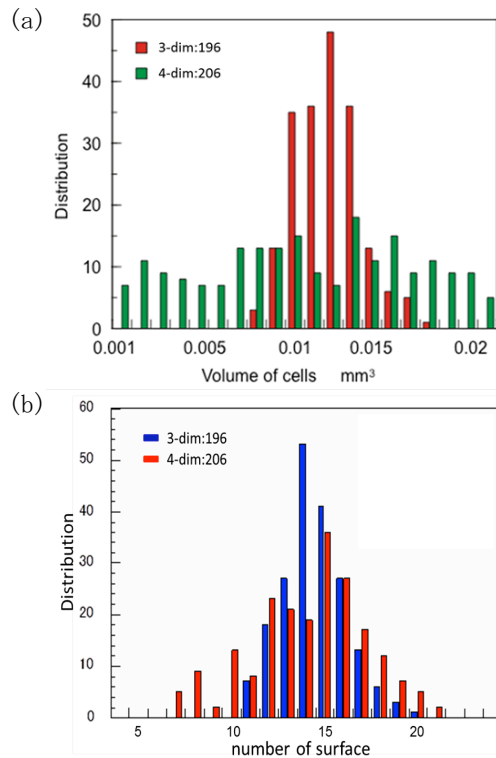 (a)
50
40
30
20
10
0
Distribution
3-dim:196
4-dim:206
0.001 0.005 0.01 0.015 0.02
Volume of cells mm³
(b)
60
50
40
30
20
10
0
Distribution
3-dim:196
4-dim:206
5 10 15 20
number of surface